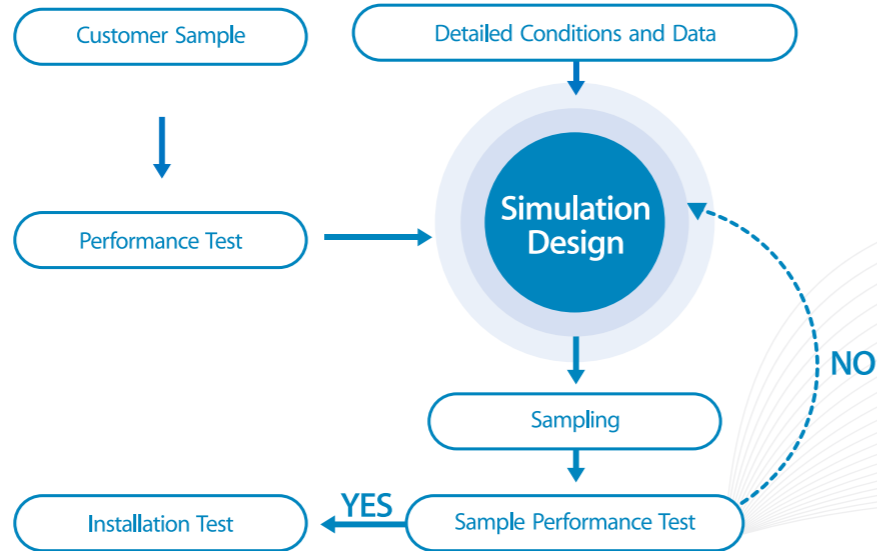 Customer Sample
Detailed Conditions and Data
Simulation
Design
Performance Test
NO
Sampling
YES
Installation Test
Sample Performance Test